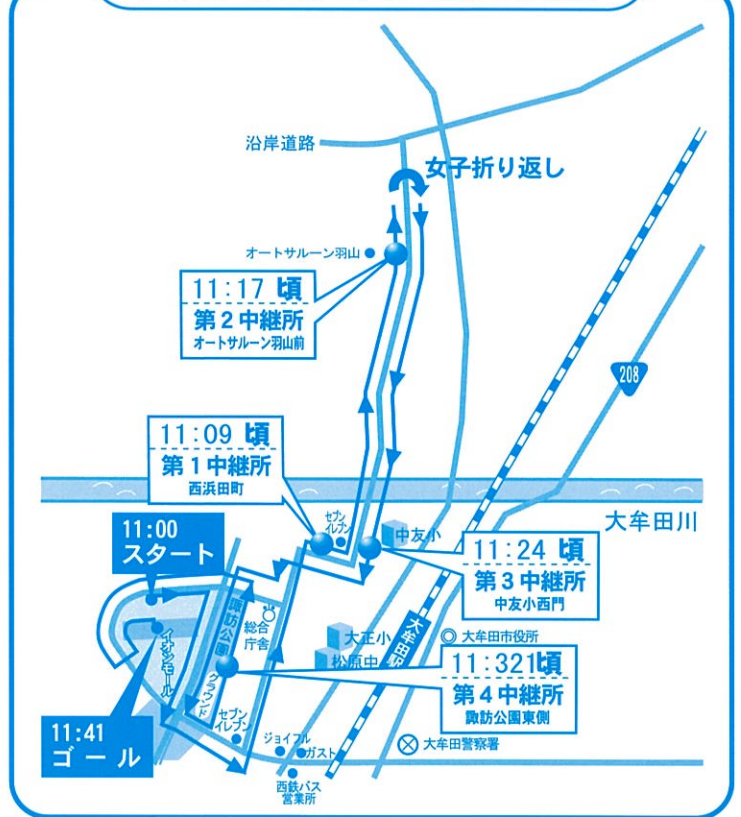 沿岸道路
女子折り返し
オートサルーン羽山
11:17 頃
第2中継所
オートサルーン羽山前
208
11:09 頃
第1中継所
西浜田町
大牟田川
セブン
イレブン
中友小
11:00
スタート
11:24 頃
第3中継所
中友小西門
諏訪公園
総合
庁舎
大正小
松原中
大牟田駅
大牟田市役所
イオンモール
グラウンド
11:321頃
第4中継所
諏訪公園東側
セブン
イレブン
11:41
ゴール
ジョイフル
ガスト
大牟田警察署
西鉄バス
営業所